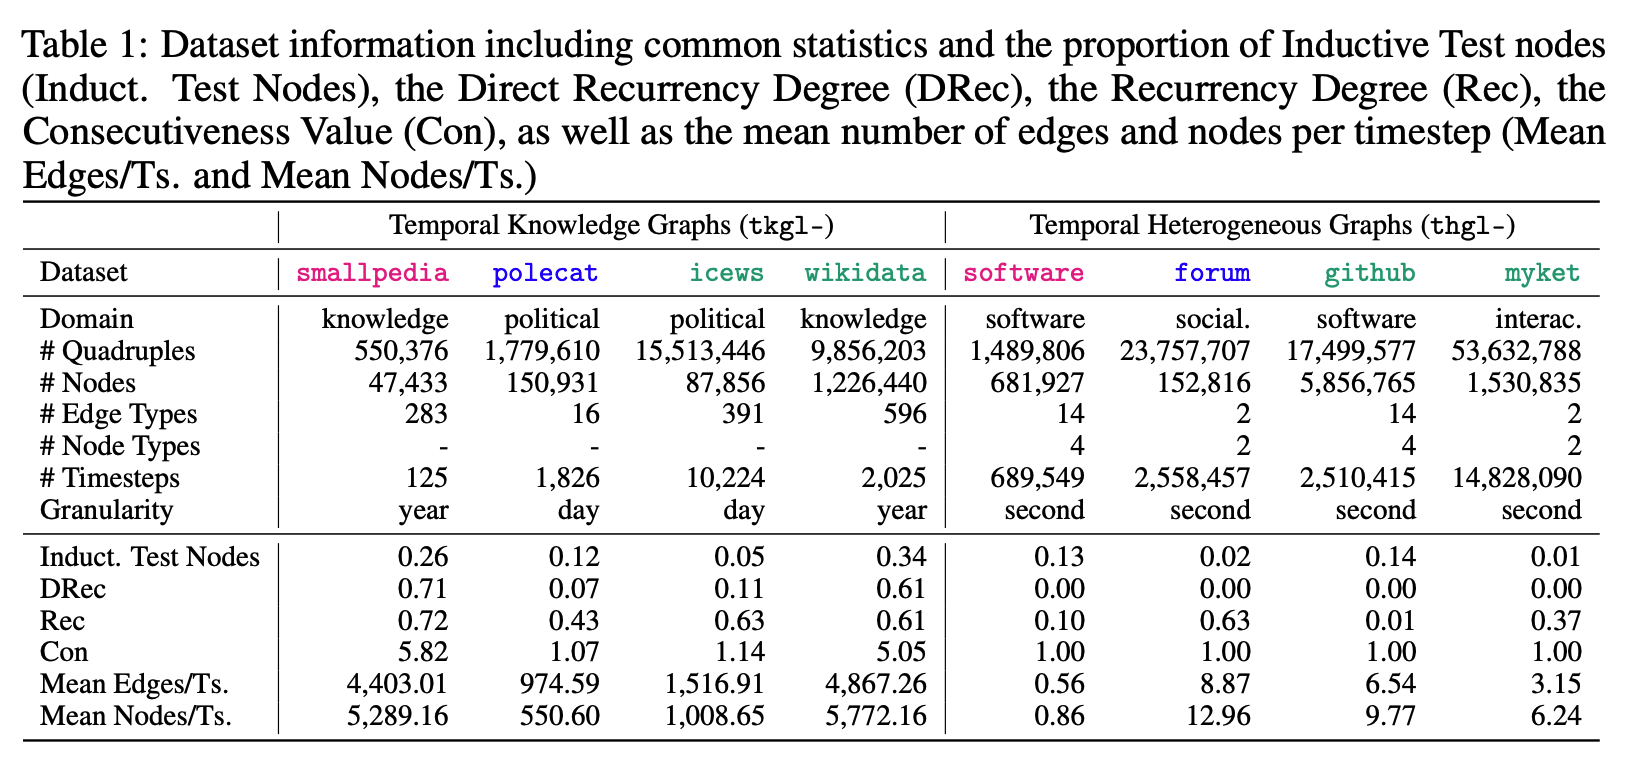 Table 1: Dataset information including common statistics and the proportion of Inductive Test nodes
(Induct. Test Nodes), the Direct Recurrency Degree (DRec), the Recurrency Degree (Rec), the
Consecutiveness Value (Con), as well as the mean number of edges and nodes per timestep (Mean
Edges/Ts. and Mean Nodes/Ts.)
Temporal Knowledge Graphs (tkgl-) Temporal Heterogeneous Graphs (thgl-)
Dataset smallpedia polecat icews wikidata software forum github myket
Domain knowledge political political knowledge software social. software interac.
# Quadruples 550,376 1,779,610 15,513,446 9,856,203 1,489,806 23,757,707 17,499,577 53,632,788
# Nodes 47,433 150,931 87,856 1,226,440 681,927 152,816 5,856,765 1,530,835
# Edge Types 283 16 391 596 14 2 14 2
# Node Types - - - - 4 2 4 2
# Timesteps 125 1,826 10,224 2,025 689,549 2,558,457 2,510,415 14,828,090
Granularity year day day year second second second second
Induct. Test Nodes 0.26 0.12 0.05 0.34 0.13 0.02 0.14 0.01
DRec 0.71 0.07 0.11 0.61 0.00 0.00 0.00 0.00
Rec 0.72 0.43 0.63 0.61 0.10 0.63 0.01 0.37
Con 5.82 1.07 1.14 5.05 1.00 1.00 1.00 1.00
Mean Edges/Ts. 4,403.01 974.59 1,516.91 4,867.26 0.56 8.87 6.54 3.15
Mean Nodes/Ts. 5,289.16 550.60 1,008.65 5,772.16 0.86 12.96 9.77 6.24